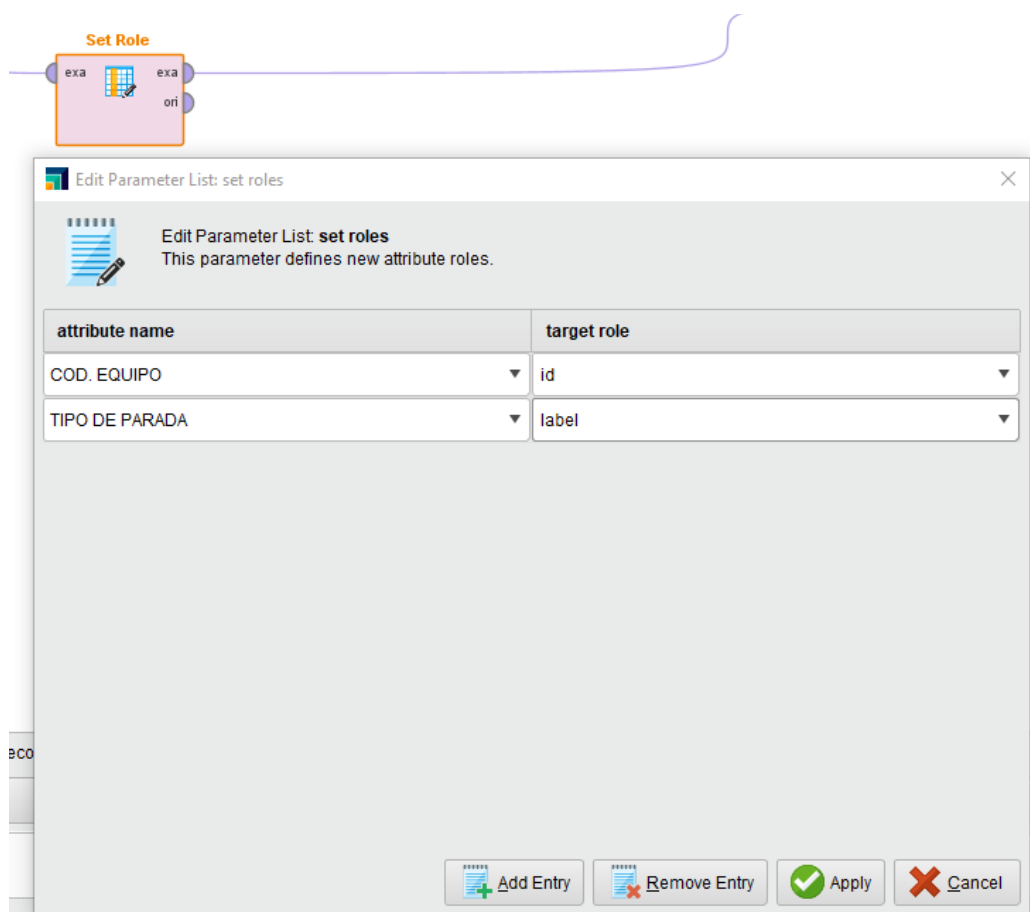 Set Role
exa exa
ori
Edit Parameter List: set roles
Edit Parameter List: set roles
This parameter defines new attribute roles.
attribute name target role
COD. EQUIPO id
TIPO DE PARADA label
eco
Add Entry Remove Entry Apply Cancel